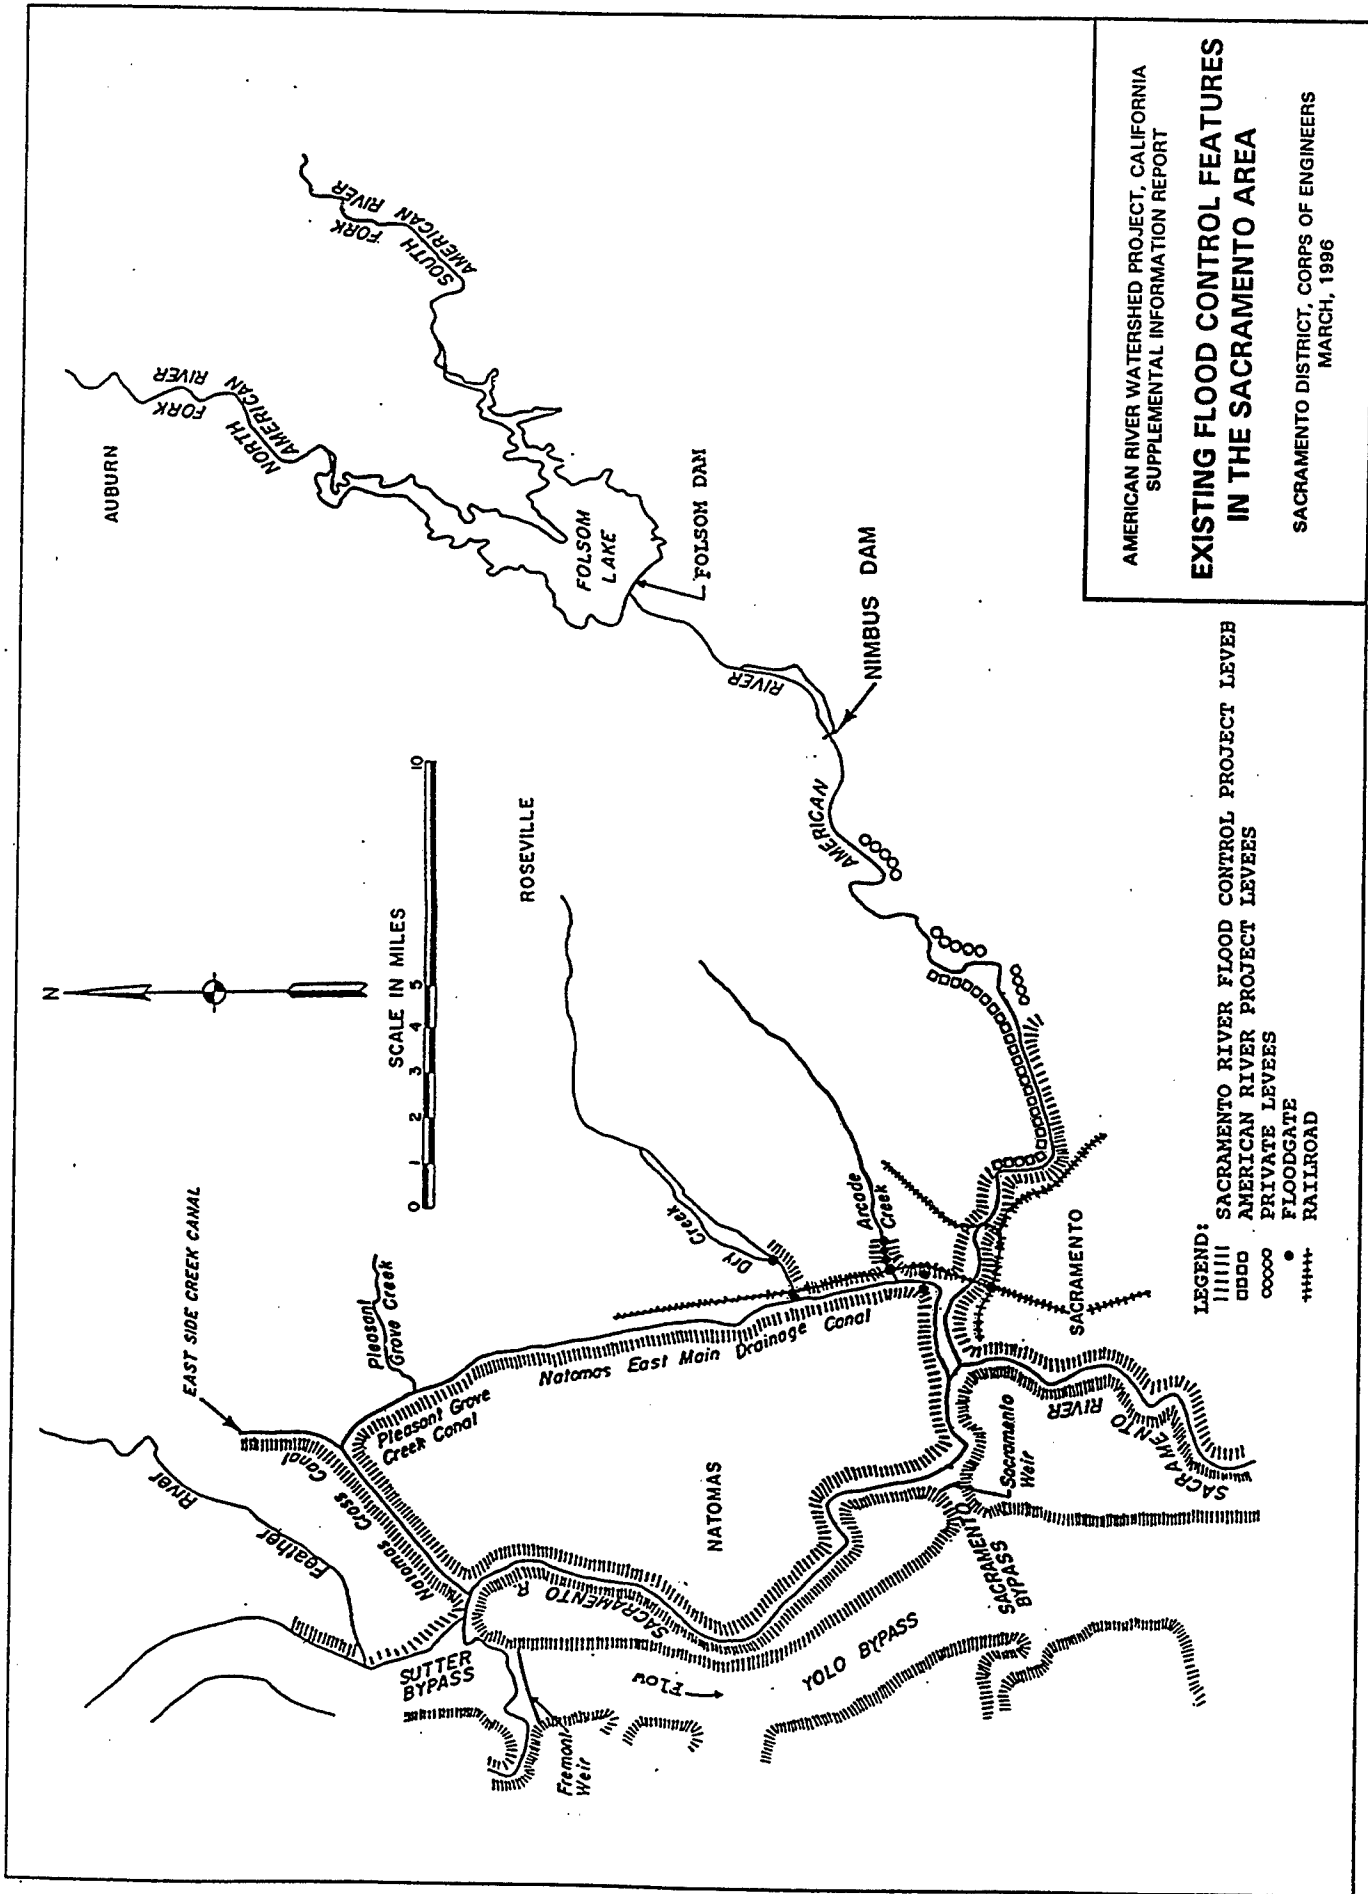 AMERICAN RIVER WATERSHED PROJECT, CALIFORNIA
SUPPLEMENTAL INFORMATION REPORT
EXISTING FLOOD CONTROL FEATURES
IN THE SACRAMENTO AREA
SACRAMENTO DISTRICT, CORPS OF ENGINEERS
MARCH, 1996
N
SCALE IN MILES
0 1 2 3 4 5 10
AUBURN
NORTH
FORK
AMERICAN
RIVER
SOUTH
FORK
AMERICAN
RIVER
FOLSOM
LAKE
FOLSOM DAM
NIMBUS DAM
AMERICAN
RIVER
ROSEVILLE
EAST SIDE CREEK CANAL
Pleasant
Grove Creek
Pleasant Grove
Creek Canal
Natomas East Main Drainage Canal
Dry
Creek
Arcade
Creek
Feather
River
Natomas
Cross
Canal
NATOMAS
SACRAMENTO
R.
SUTTER
BYPASS
Flow
Fremont
Weir
YOLO BYPASS
SACRAMENTO
SACRAMENTO
BYPASS
Sacramento
Weir
SACRAMENTO
RIVER
SACRAMENTO
LEGEND:
SACRAMENTO RIVER FLOOD CONTROL PROJECT LEVEE
AMERICAN RIVER PROJECT LEVEES
PRIVATE LEVEES
FLOODGATE
RAILROAD